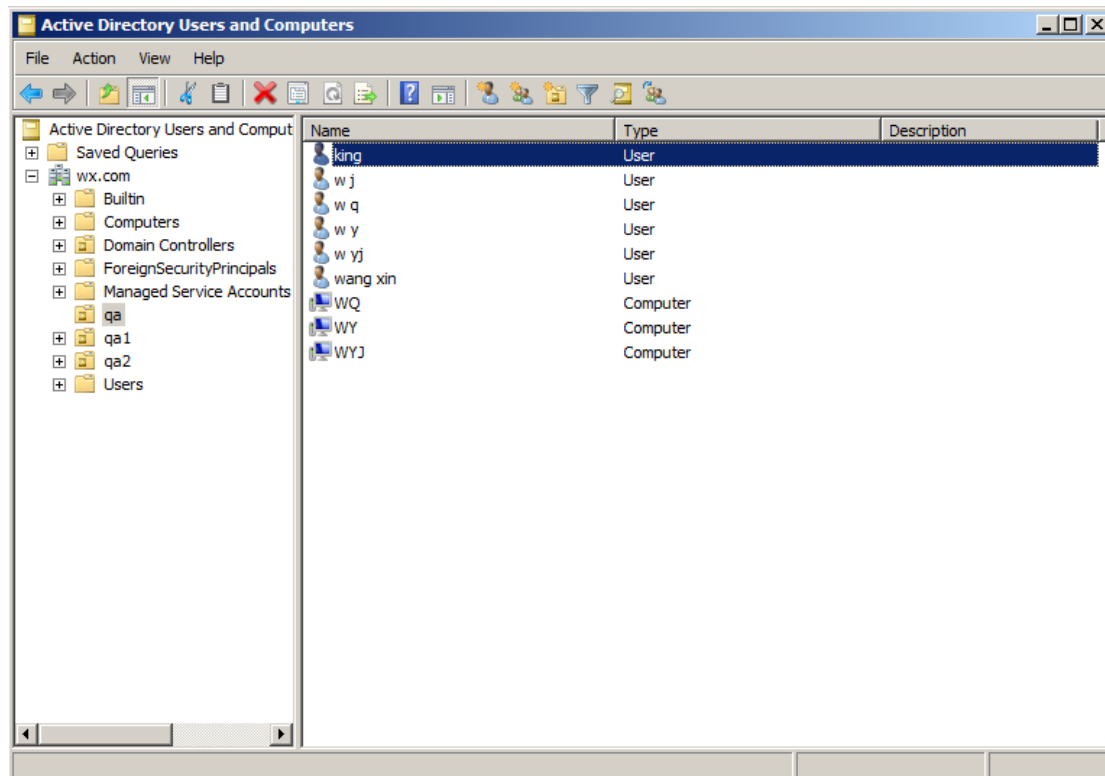 Active Directory Users and Computers
File Action View Help
Active Directory Users and Comput
Saved Queries
wx.com
Builtin
Computers
Domain Controllers
ForeignSecurityPrincipals
Managed Service Accounts
qa
qa1
qa2
Users
Name Type Description
king User
w j User
w q User
w y User
w yj User
wang xin User
WQ Computer
WY Computer
WYJ Computer